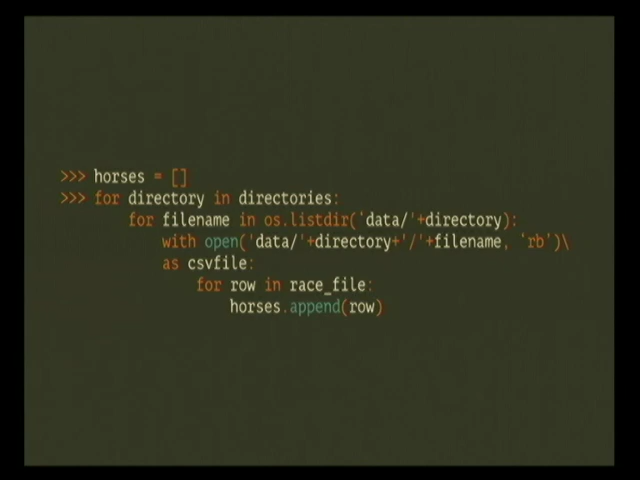 >>> horses = []
>>> for directory in directories:
for filename in os.listdir('data/'+directory):
with open('data/'+directory+'/'+filename, 'rb')\
as csvfile:
for row in race_file:
horses.append(row)